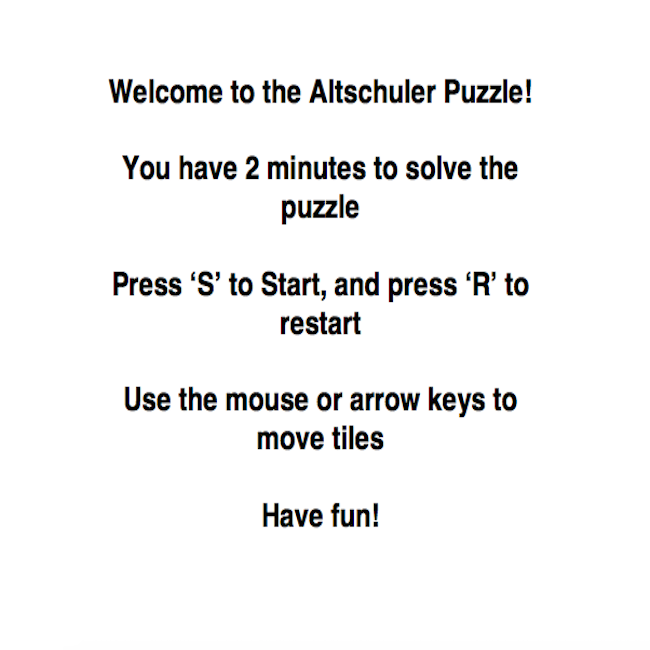 Welcome to the Altschuler Puzzle!
You have 2 minutes to solve the
puzzle
Press ‘S’ to Start, and press ‘R’ to
restart
Use the mouse or arrow keys to
move tiles
Have fun!